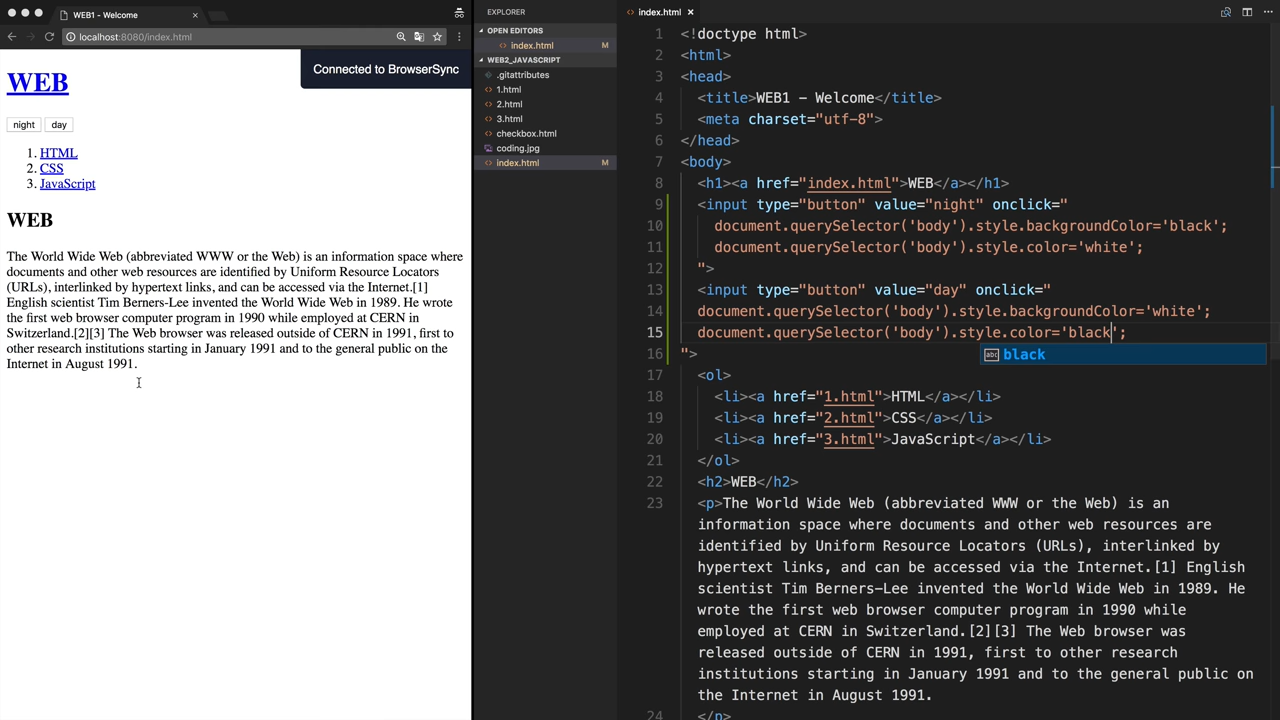 WEB1 - Welcome
localhost:8080/index.html
Connected to BrowserSync
WEB
night day
1. HTML
2. CSS
3. JavaScript
WEB
The World Wide Web (abbreviated WWW or the Web) is an information space where
documents and other web resources are identified by Uniform Resource Locators
(URLs), interlinked by hypertext links, and can be accessed via the Internet.[1]
English scientist Tim Berners-Lee invented the World Wide Web in 1989. He wrote
the first web browser computer program in 1990 while employed at CERN in
Switzerland.[2][3] The Web browser was released outside of CERN in 1991, first to
other research institutions starting in January 1991 and to the general public on the
Internet in August 1991.
EXPLORER
OPEN EDITORS
index.html M
WEB2_JAVASCRIPT
.gitattributes
1.html
2.html
3.html
checkbox.html
coding.jpg
index.html M
index.html
1 <!doctype html>
2 <html>
3 <head>
4 <title>WEB1 - Welcome</title>
5 <meta charset="utf-8">
6 </head>
7 <body>
8 <h1><a href="index.html">WEB</a></h1>
9 <input type="button" value="night" onclick="
10 document.querySelector('body').style.backgroundColor='black';
11 document.querySelector('body').style.color='white';
12 ">
13 <input type="button" value="day" onclick="
14 document.querySelector('body').style.backgroundColor='white';
15 document.querySelector('body').style.color='black';
16 ">
abc black
17 <ol>
18 <li><a href="1.html">HTML</a></li>
19 <li><a href="2.html">CSS</a></li>
20 <li><a href="3.html">JavaScript</a></li>
21 </ol>
22 <h2>WEB</h2>
23 <p>The World Wide Web (abbreviated WWW or the Web) is an
information space where documents and other web resources are
identified by Uniform Resource Locators (URLs), interlinked by
hypertext links, and can be accessed via the Internet.[1] English
scientist Tim Berners-Lee invented the World Wide Web in 1989. He
wrote the first web browser computer program in 1990 while
employed at CERN in Switzerland.[2][3] The Web browser was
released outside of CERN in 1991, first to other research
institutions starting in January 1991 and to the general public on
the Internet in August 1991.
24 </p>